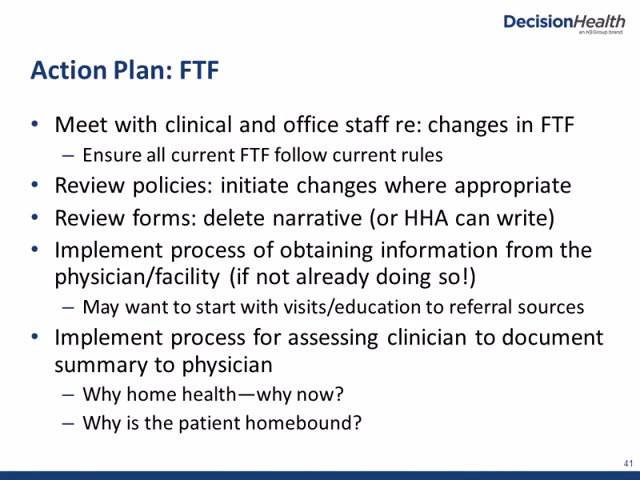 DecisionHealth
an H3.Group brand
Action Plan: FTF
• Meet with clinical and office staff re: changes in FTF
– Ensure all current FTF follow current rules
• Review policies: initiate changes where appropriate
• Review forms: delete narrative (or HHA can write)
• Implement process of obtaining information from the
physician/facility (if not already doing so!)
– May want to start with visits/education to referral sources
• Implement process for assessing clinician to document
summary to physician
– Why home health—why now?
– Why is the patient homebound?
41